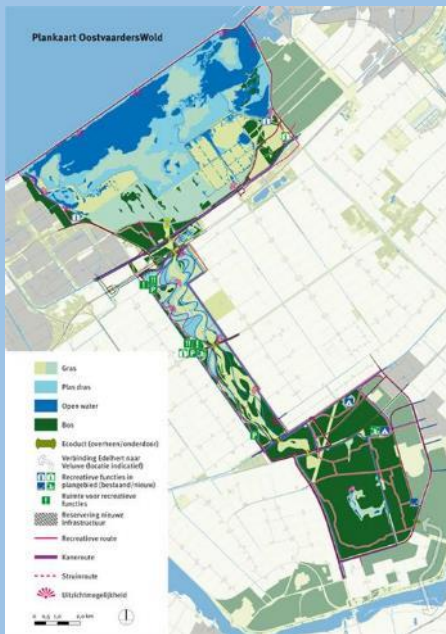 Plankaart OostvaardersWold
Gras
Plas dras
Open water
Bos
Ecoduct (overheen/onderdoor)
Verbinding Edelhert naar
Veluwe (locatie indicatief)
Recreatieve functies in
plangebied (bestaand/nieuw)
Ruimte voor recreatieve
functies
Reservering nieuwe
infrastructuur
Recreatieve route
Kanoroute
Struinroute
Uitzichtmogelijkheid